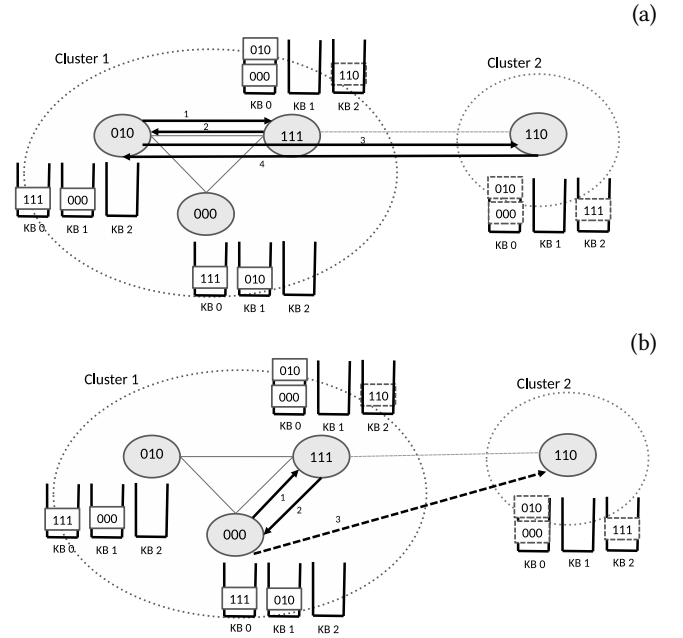 (a)
Cluster 1
010
000
110
KB 0
KB 1
KB 2
Cluster 2
010
1
2
111
3
4
110
111
000
KB 0
KB 1
KB 2
000
010
000
111
KB 0
KB 1
KB 2
111
010
KB 0
KB 1
KB 2
(b)
Cluster 1
010
000
110
KB 0
KB 1
KB 2
Cluster 2
010
111
110
1
2
3
111
000
KB 0
KB 1
KB 2
000
010
000
111
KB 0
KB 1
KB 2
111
010
KB 0
KB 1
KB 2